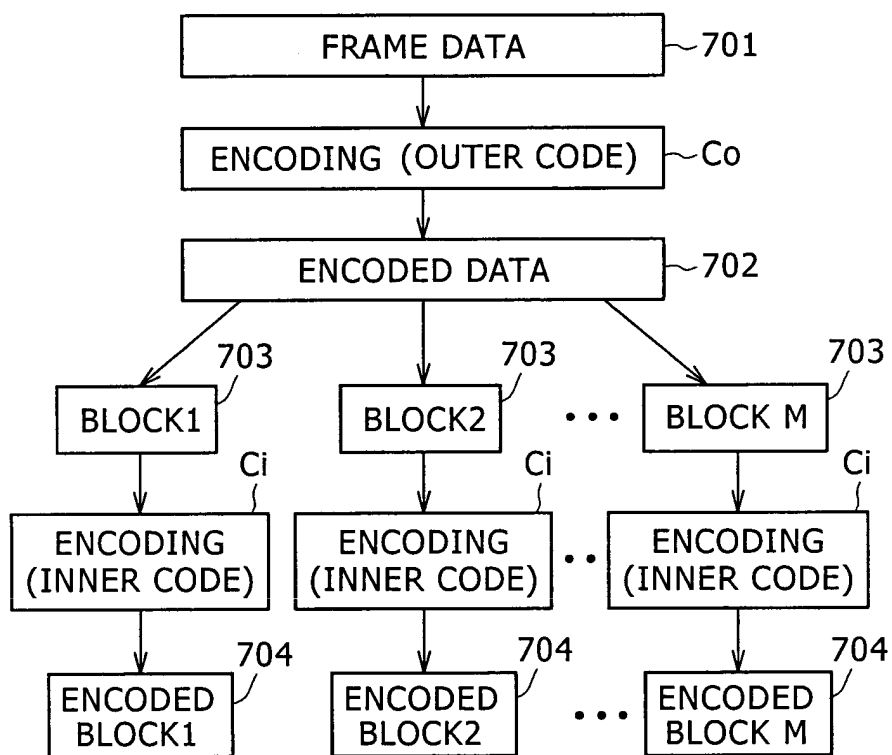 FRAME DATA 701
ENCODING (OUTER CODE) Co
ENCODED DATA 702
703 703 703
BLOCK1 BLOCK2 • • • BLOCK M
Ci Ci Ci
ENCODING ENCODING • • ENCODING
(INNER CODE) (INNER CODE) (INNER CODE)
704 704 704
ENCODED ENCODED ENCODED
BLOCK1 BLOCK2 • • • BLOCK M